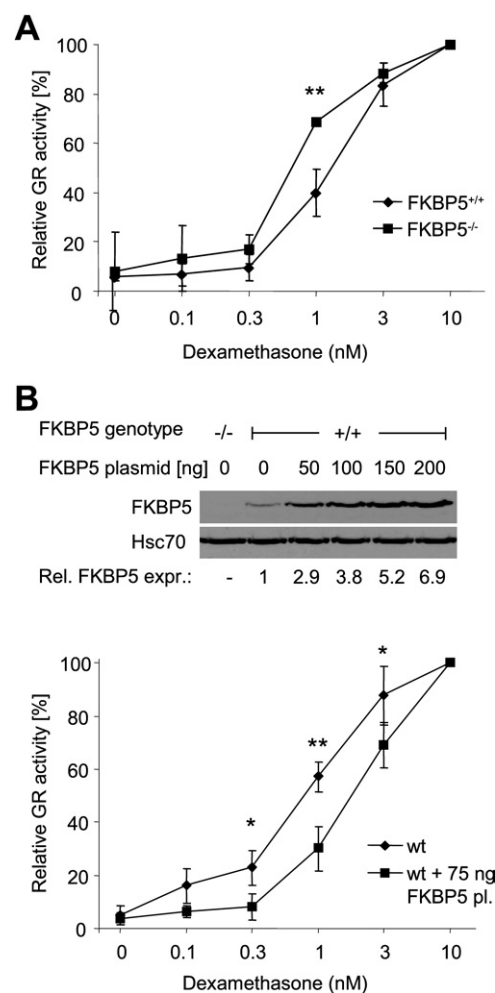 A
Relative GR activity [%]
100
80
60
40
20
0
**
FKBP5+/+
FKBP5-/-
0 0.1 0.3 1 3 10
Dexamethasone (nM)
B
FKBP5 genotype -/- +/+
FKBP5 plasmid [ng] 0 0 50 100 150 200
FKBP5
Hsc70
Rel. FKBP5 expr.: - 1 2.9 3.8 5.2 6.9
Relative GR activity [%]
100
80
60
40
20
0
*
**
*
wt
wt + 75 ng
FKBP5 pl.
0 0.1 0.3 1 3 10
Dexamethasone (nM)